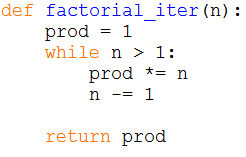 def factorial_iter(n):
    prod = 1
    while n > 1:
        prod *= n
        n -= 1

    return prod